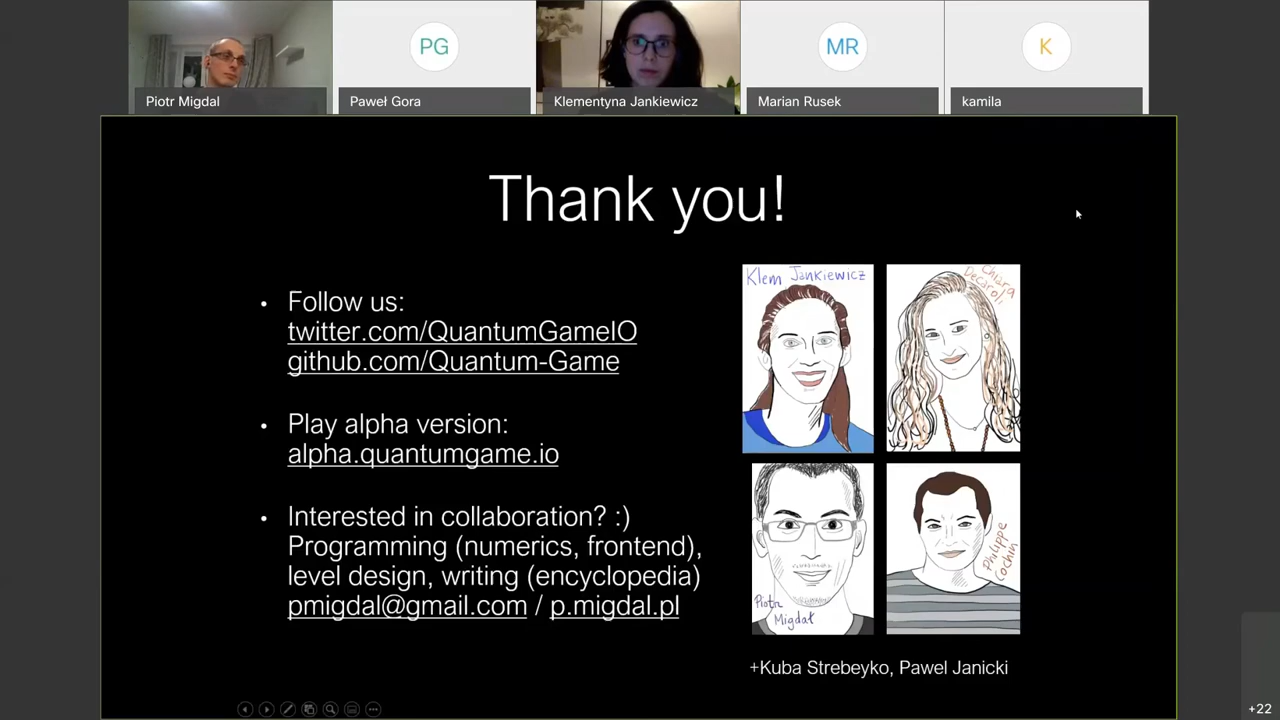 PG
MR
K
Piotr Migdal
Paweł Gora
Klementyna Jankiewicz
Marian Rusek
kamila
Thank you!
• Follow us:
twitter.com/QuantumGameIO
github.com/Quantum-Game
• Play alpha version:
alpha.quantumgame.io
• Interested in collaboration? :)
Programming (numerics, frontend),
level design, writing (encyclopedia)
pmigdal@gmail.com / p.migdal.pl
Klem Jankiewicz
Chiara
Decaroli
Piotr
Migdał
Philippe
Cochin
+Kuba Strebeyko, Pawel Janicki
+22